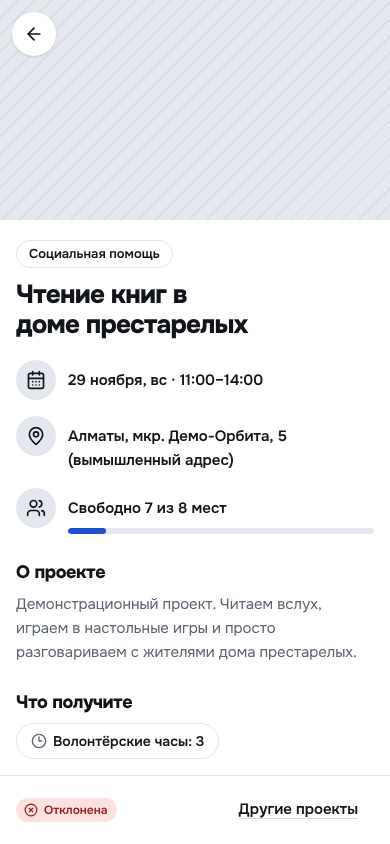 Социальная помощь
Чтение книг в
доме престарелых
29 ноября, вс · 11:00–14:00
Алматы, мкр. Демо-Орбита, 5
(вымышленный адрес)
Свободно 7 из 8 мест
О проекте
Демонстрационный проект. Читаем вслух,
играем в настольные игры и просто
разговариваем с жителями дома престарелых.
Что получите
Волонтёрские часы: 3
Отклонена
Другие проекты